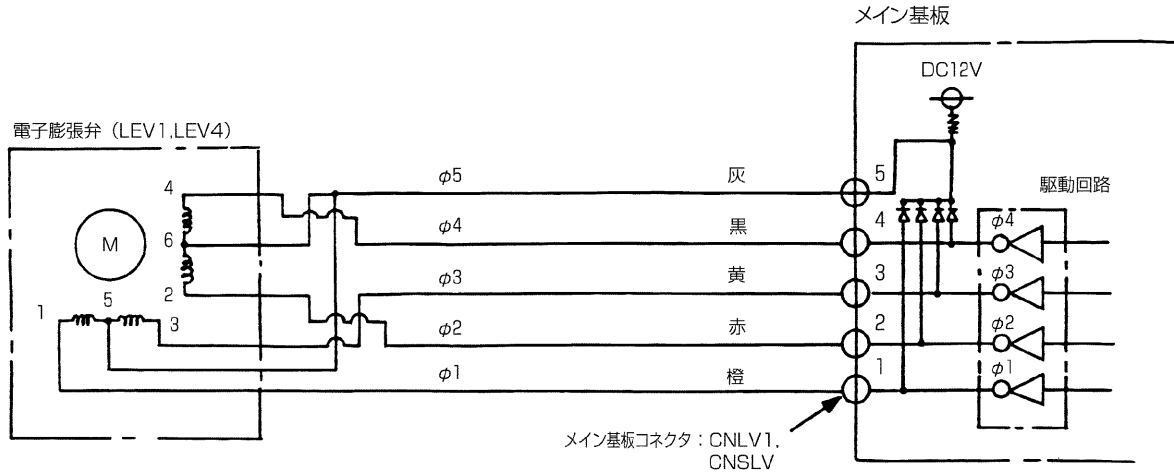 メイン基板
DC12V
電子膨張弁（LEV1,LEV4）
駆動回路
M
4
6
2
1
5
3
φ5 灰 5
φ4 黒 4 φ4
φ3 黄 3 φ3
φ2 赤 2 φ2
φ1 橙 1 φ1
メイン基板コネクタ：CNLV1,
CNSLV